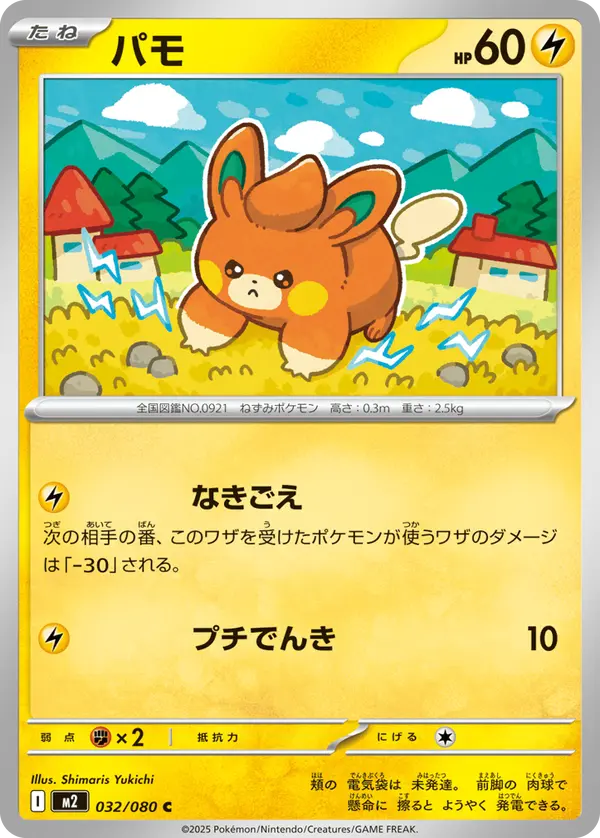 たね パモ HP60
全国図鑑NO.0921 ねずみポケモン 高さ:0.3m 重さ:2.5kg
なきごえ
次の相手の番、このワザを受けたポケモンが使うワザのダメージ
は「-30」される。
プチでんき 10
弱点 ×2 抵抗力 にげる
Illus. Shimaris Yukichi
I m2 032/080 C
頬の 電気袋は 未発達。 前脚の 肉球で
懸命に 擦ると ようやく 発電できる。
©2025 Pokémon/Nintendo/Creatures/GAME FREAK.